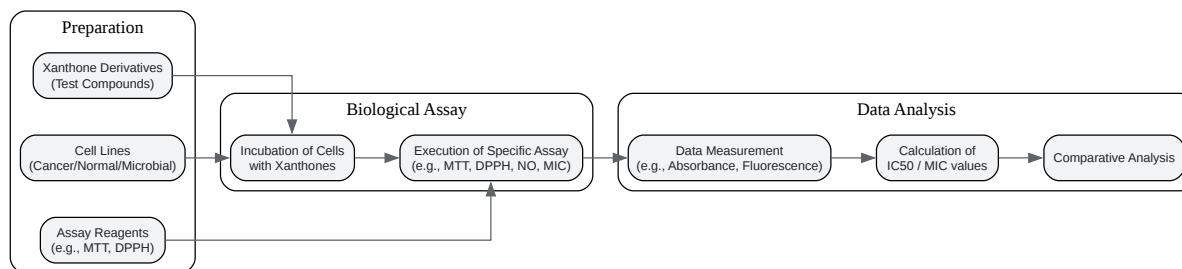 Preparation
Xanthone Derivatives
(Test Compounds)
Cell Lines
(Cancer/Normal/Microbial)
Assay Reagents
(e.g., MTT, DPPH)
Biological Assay
Incubation of Cells
with Xanthones
Execution of Specific Assay
(e.g., MTT, DPPH, NO, MIC)
Data Analysis
Data Measurement
(e.g., Absorbance, Fluorescence)
Calculation of
IC50 / MIC values
Comparative Analysis